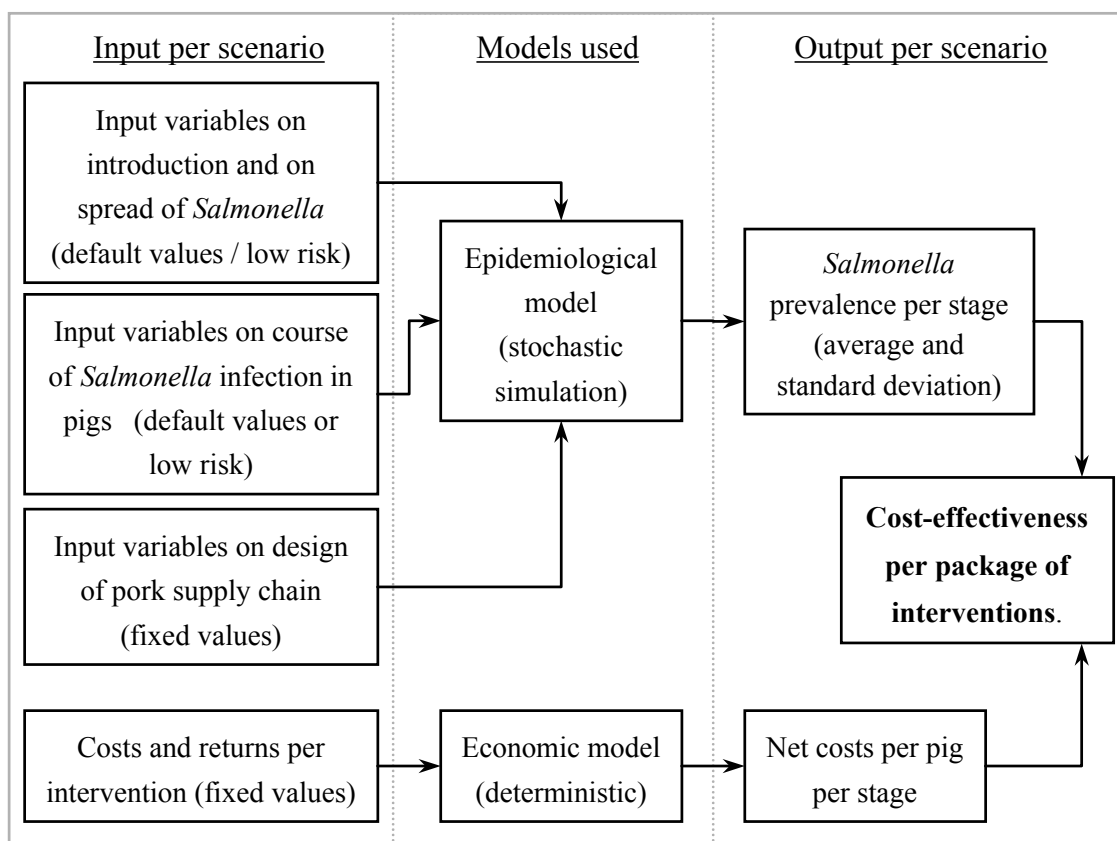 Input per scenario
Models used
Output per scenario
Input variables on
introduction and on
spread of Salmonella
(default values / low risk)
Input variables on course
of Salmonella infection in
pigs (default values or
low risk)
Input variables on design
of pork supply chain
(fixed values)
Costs and returns per
intervention (fixed values)
Epidemiological
model
(stochastic
simulation)
Economic model
(deterministic)
Salmonella
prevalence per stage
(average and
standard deviation)
Cost-effectiveness
per package of
interventions.
Net costs per pig
per stage